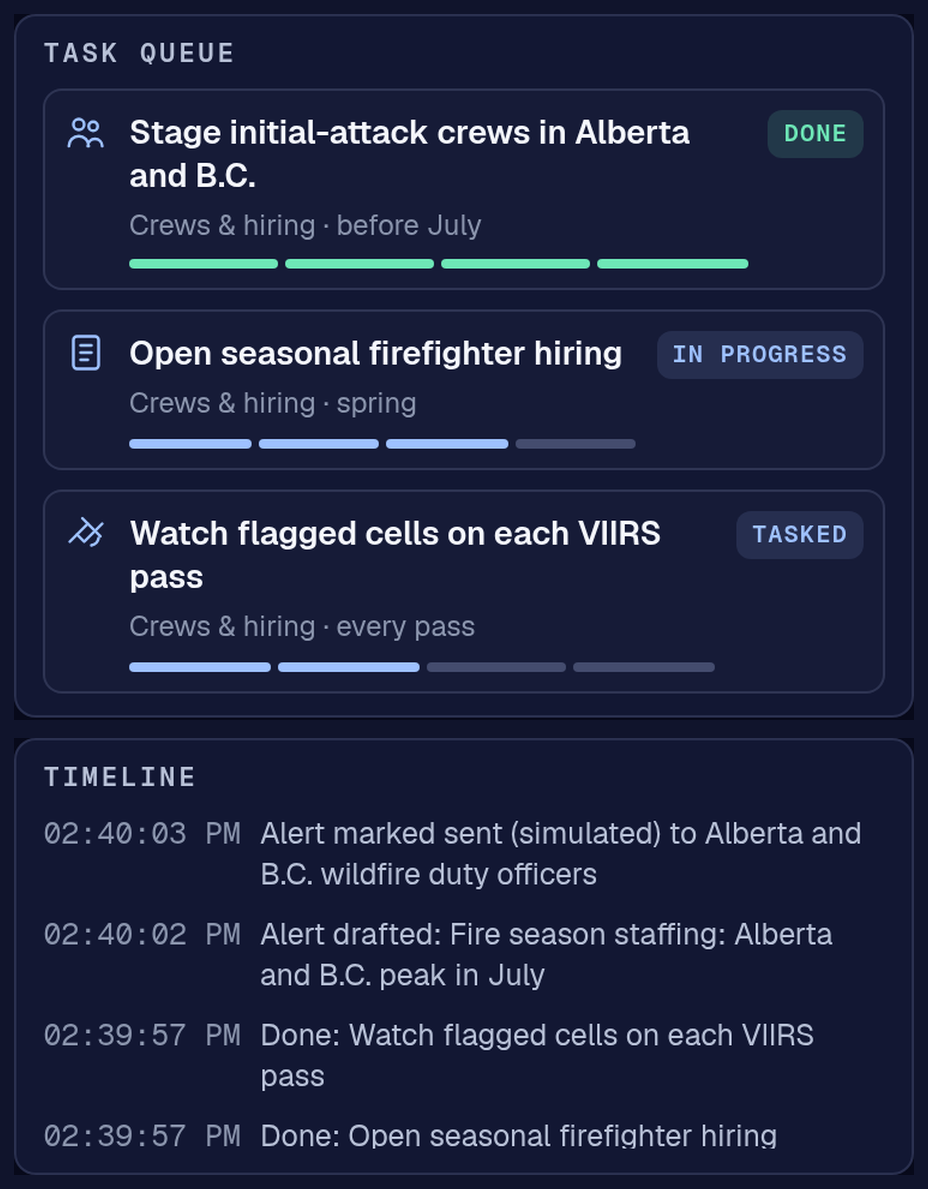 TASK QUEUE
Stage initial-attack crews in Alberta
and B.C.
DONE
Crews & hiring · before July
Open seasonal firefighter hiring
IN PROGRESS
Crews & hiring · spring
Watch flagged cells on each VIIRS
pass
TASKED
Crews & hiring · every pass
TIMELINE
02:40:03 PM Alert marked sent (simulated) to Alberta and
B.C. wildfire duty officers
02:40:02 PM Alert drafted: Fire season staffing: Alberta
and B.C. peak in July
02:39:57 PM Done: Watch flagged cells on each VIIRS
pass
02:39:57 PM Done: Open seasonal firefighter hiring